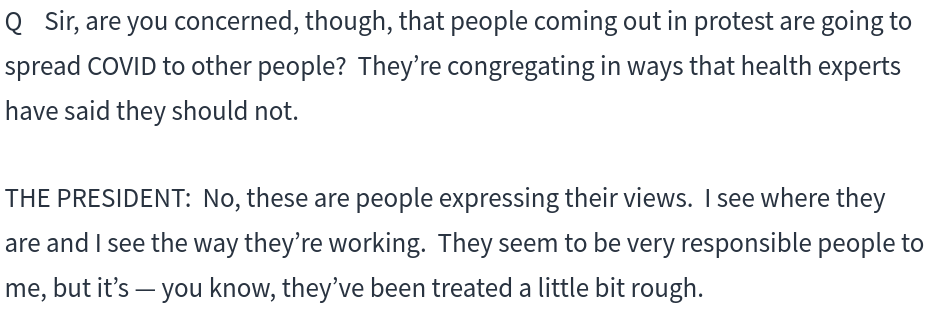 Q    Sir, are you concerned, though, that people coming out in protest are going to
spread COVID to other people?  They’re congregating in ways that health experts
have said they should not.
THE PRESIDENT:  No, these are people expressing their views.  I see where they
are and I see the way they’re working.  They seem to be very responsible people to
me, but it’s — you know, they’ve been treated a little bit rough.